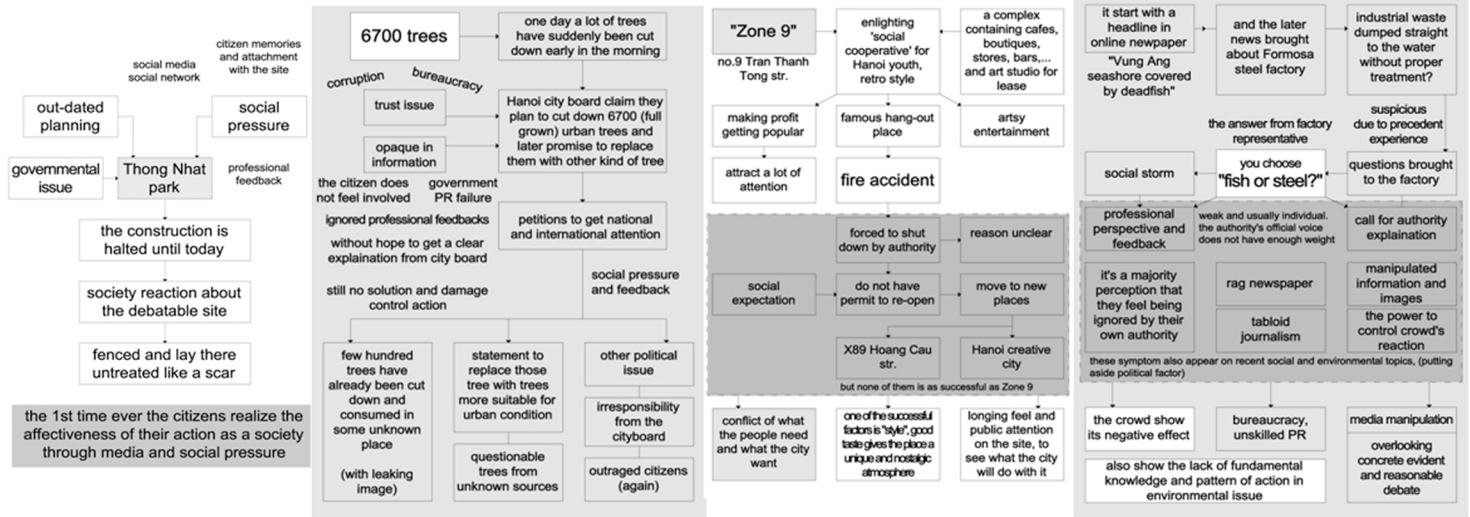 citizen memories
and attachment
with the site
social media
social network
out-dated
planning
social
pressure
governmental
issue
Thong Nhat
park
professional
feedback
the construction is
halted until today
society reaction about
the debatable site
fenced and lay there
untreated like a scar
the 1st time ever the citizens realize the
affectiveness of their action as a society
through media and social pressure
6700 trees
one day a lot of trees
have suddenly been cut
down early in the morning
corruption
bureaucracy
trust issue
opaque in
information
Hanoi city board claim they
plan to cut down 6700 (full
grown) urban trees and
later promise to replace
them with other kind of tree
the citizen does
not feel involved
government
PR failure
ignored professional feedbacks
without hope to get a clear
explaination from city board
petitions to get national
and international attention
still no solution and damage
control action
social pressure
and feedback
few hundred
trees have
already been cut
down and
consumed in
some unknown
place
(with leaking
image)
statement to
replace those
tree with trees
more suitable for
urban condition
questionable
trees from
unknown sources
other political
issue
irresponsibility
from the
cityboard
outraged citizens
(again)
"Zone 9"
no.9 Tran Thanh
Tong str.
enlighting
'social
cooperative' for
Hanoi youth,
retro style
a complex
containing cafes,
boutiques,
stores, bars,...
and art studio for
lease
making profit
getting popular
famous hang-out
place
artsy
entertainment
attract a lot of
attention
fire accident
forced to shut
down by authority
reason unclear
social
expectation
do not have
permit to re-open
move to new
places
X89 Hoang Cau
str.
Hanoi creative
city
but none of them is as successful as Zone 9
conflict of what
the people need
and what the city
want
one of the successful
factors is "style", good
taste gives the place a
unique and nostalgic
atmosphere
longing feel and
public attention
on the site, to
see what the city
will do with it
it start with a
headline in
online newpaper
"Vung Ang
seashore covered
by deadfish"
and the later
news brought
about Formosa
steel factory
industrial waste
dumped straight
to the water
without proper
treatment?
suspicious
due to precedent
experience
the answer from factory
representative
social storm
you choose
"fish or steel?"
questions brought
to the factory
professional
perspective and
feedback
weak and usually individual.
the authority's official voice
does not have enough weight
call for authority
explaination
it's a majority
perception that
they feel being
ignored by their
own authority
rag newspaper
manipulated
information and
images
tabloid
journalism
the power to
control crowd's
reaction
these symptom also appear on recent social and environmental topics, (putting
aside political factor)
the crowd show
its negative effect
bureaucracy,
unskilled PR
media manipulation
overlooking
concrete evident
and reasonable
debate
also show the lack of fundamental
knowledge and pattern of action in
environmental issue